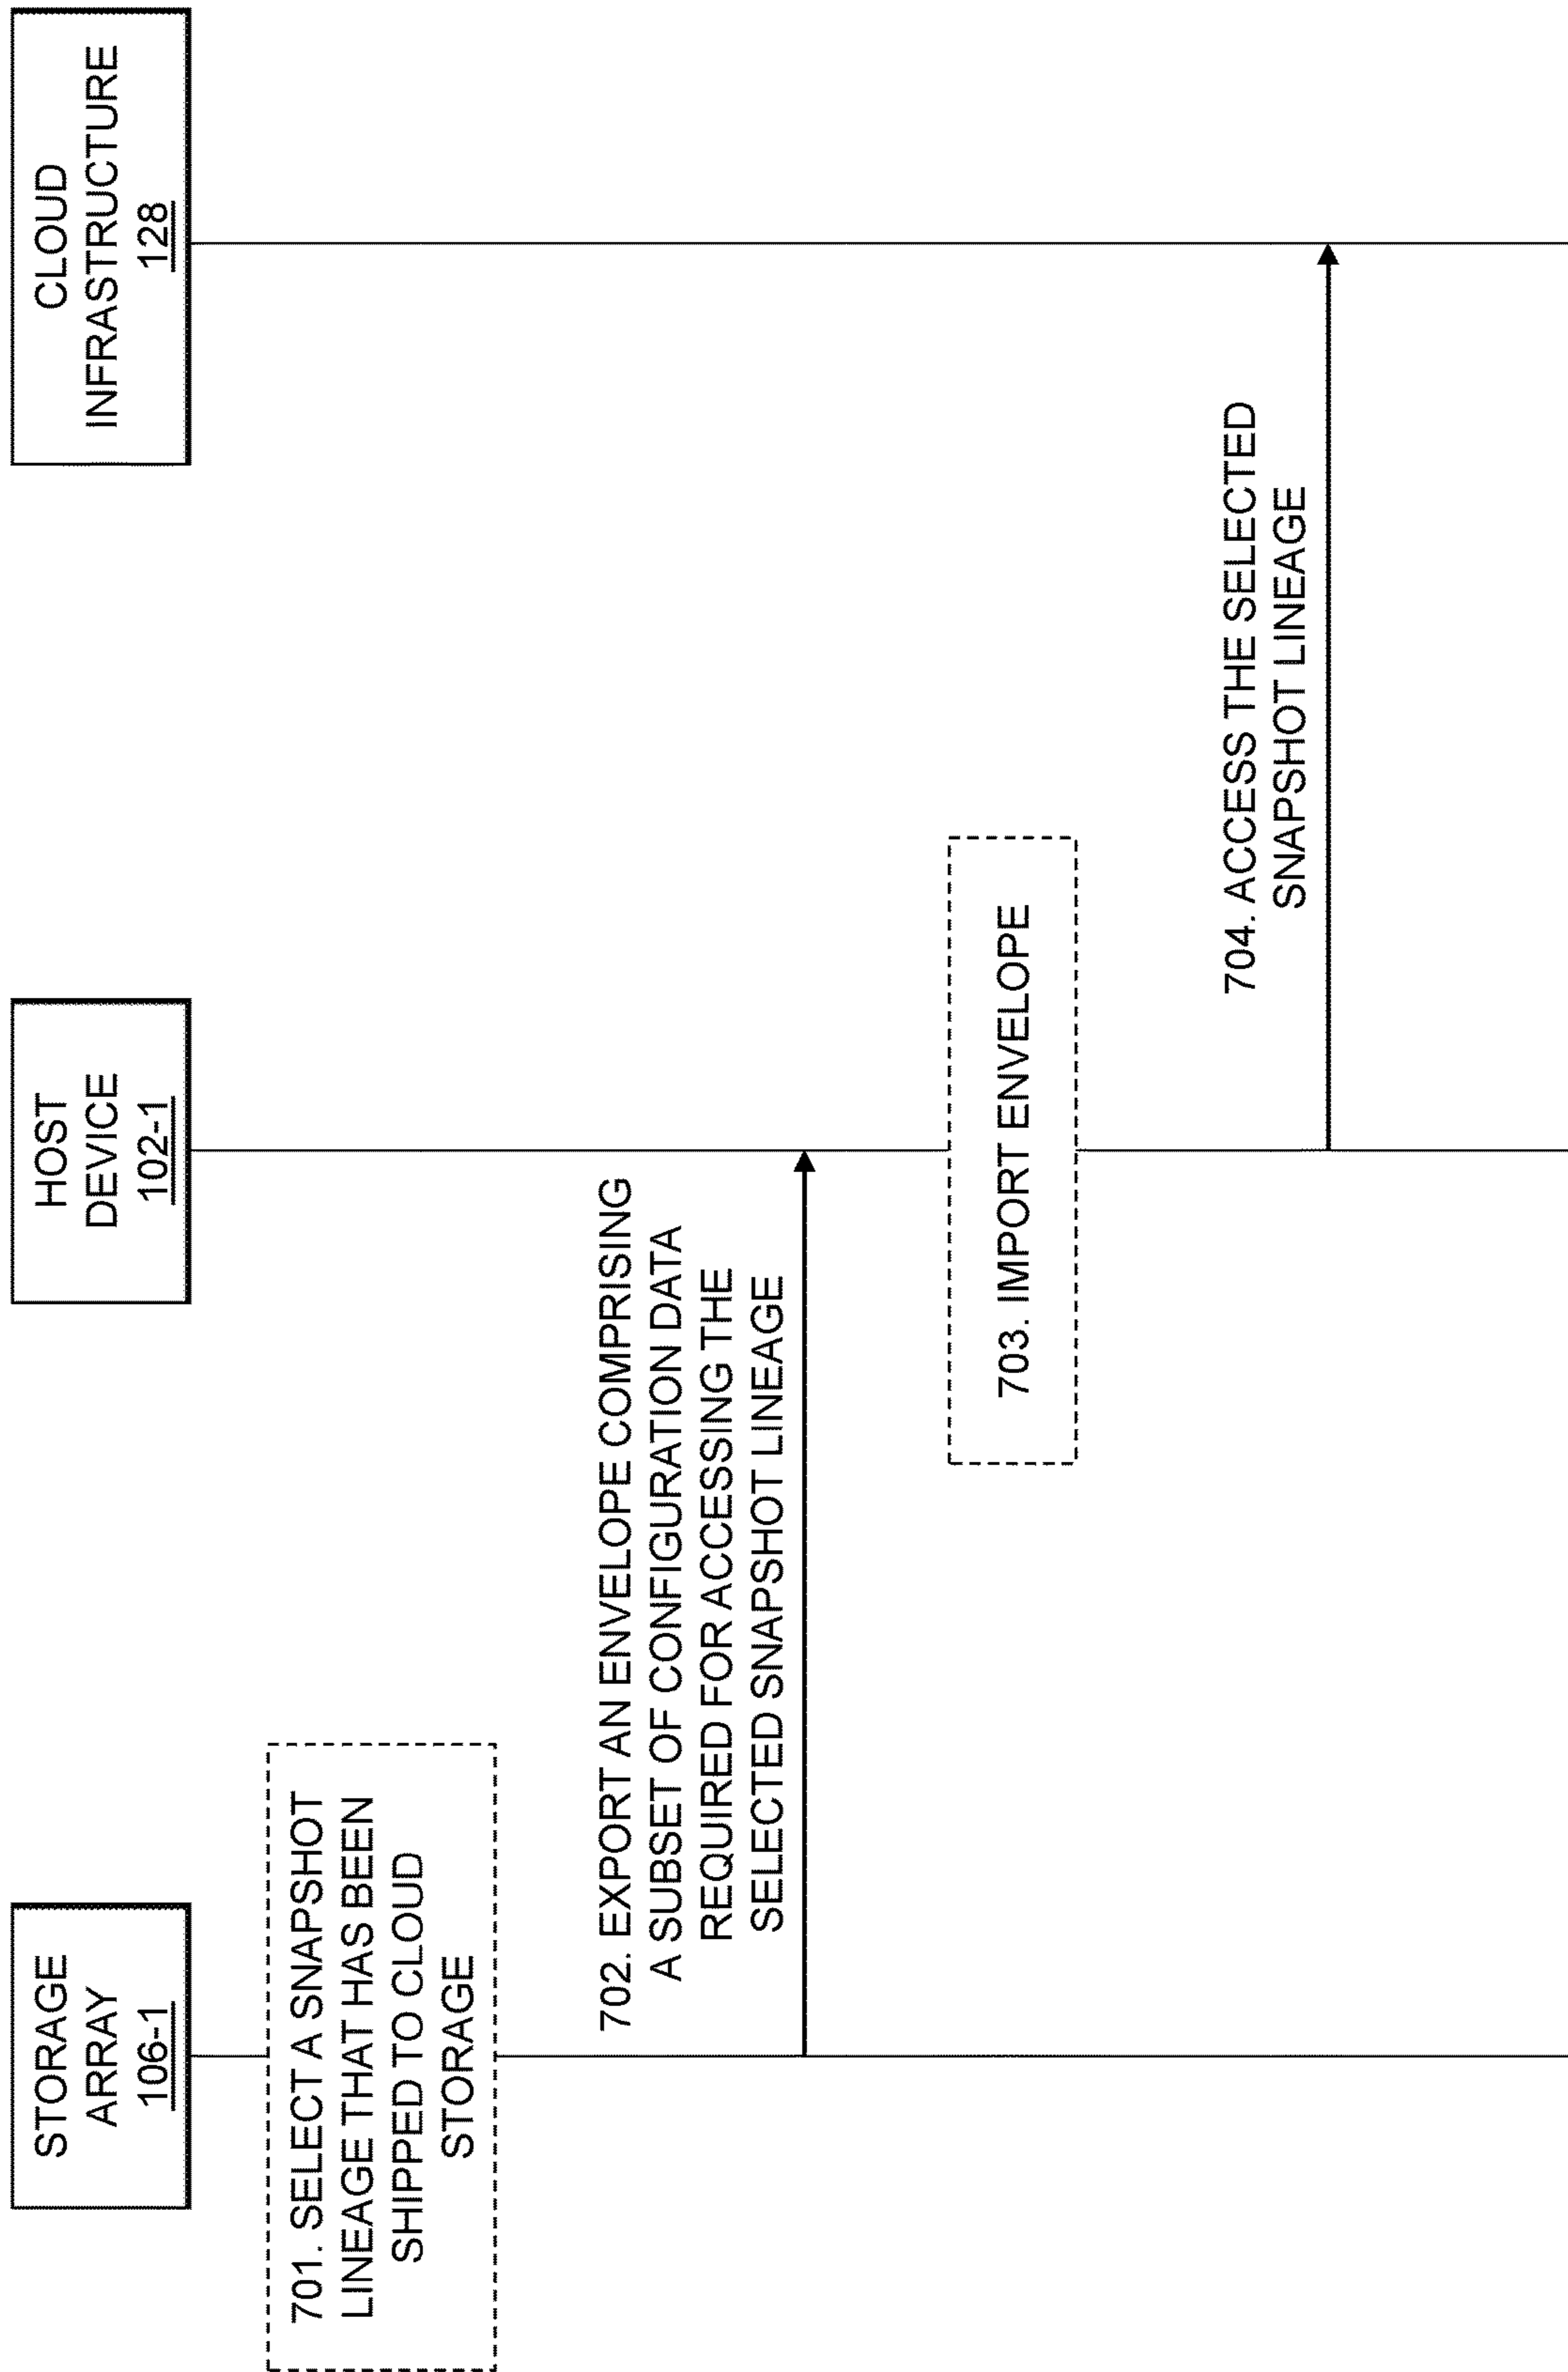 STORAGE
ARRAY
106-1
HOST
DEVICE
102-1
CLOUD
INFRASTRUCTURE
128
701. SELECT A SNAPSHOT
LINEAGE THAT HAS BEEN
SHIPPED TO CLOUD
STORAGE
702. EXPORT AN ENVELOPE COMPRISING
A SUBSET OF CONFIGURATION DATA
REQUIRED FOR ACCESSING THE
SELECTED SNAPSHOT LINEAGE
703. IMPORT ENVELOPE
704. ACCESS THE SELECTED
SNAPSHOT LINEAGE